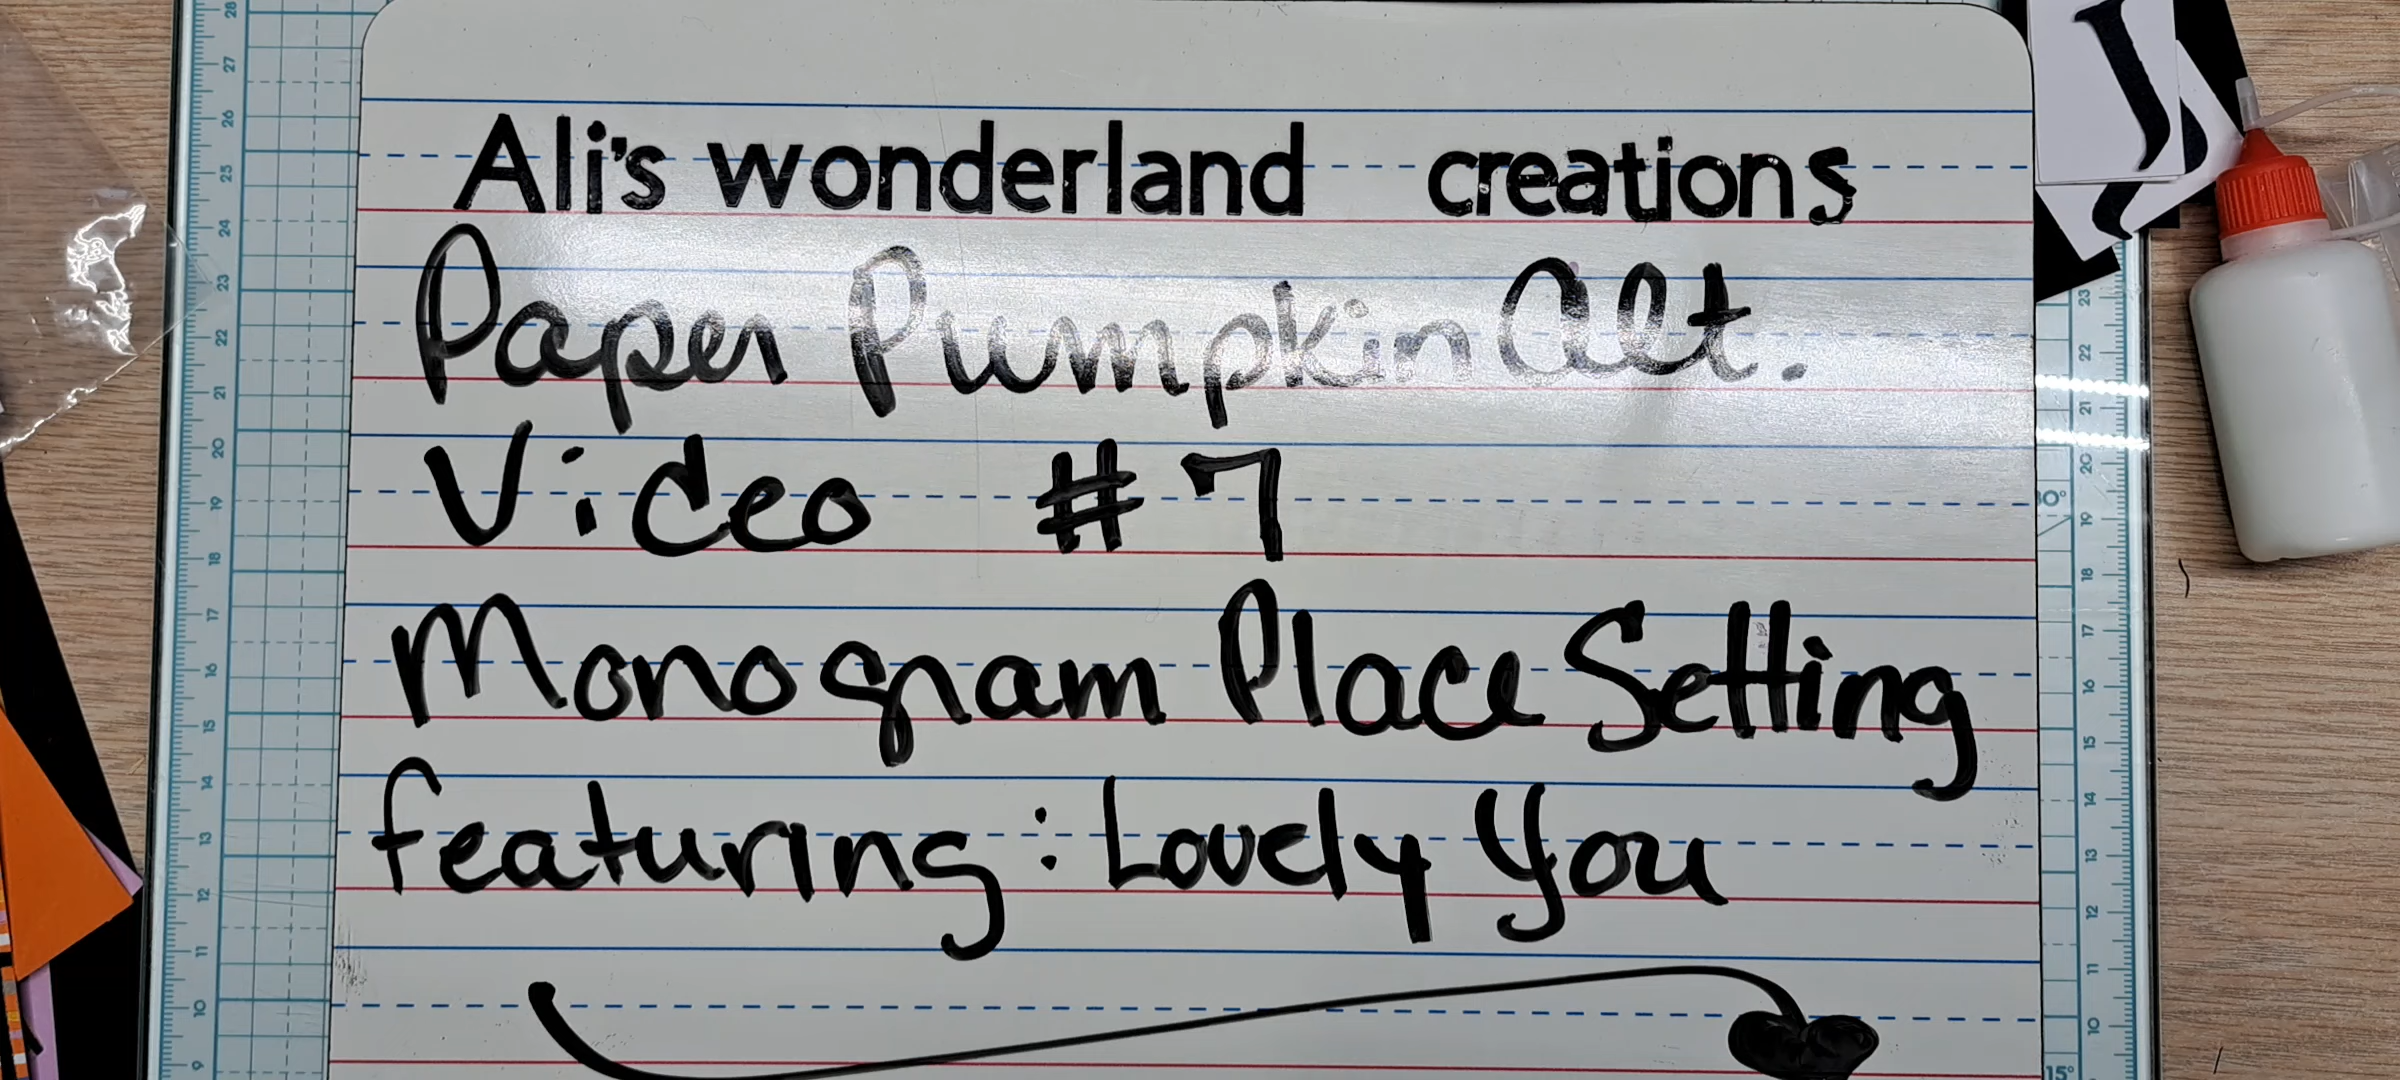 Ali's wonderland creations
Paper Pumpkin Alt.
Video #7
Monogram Place Setting
featuring: Lovely You